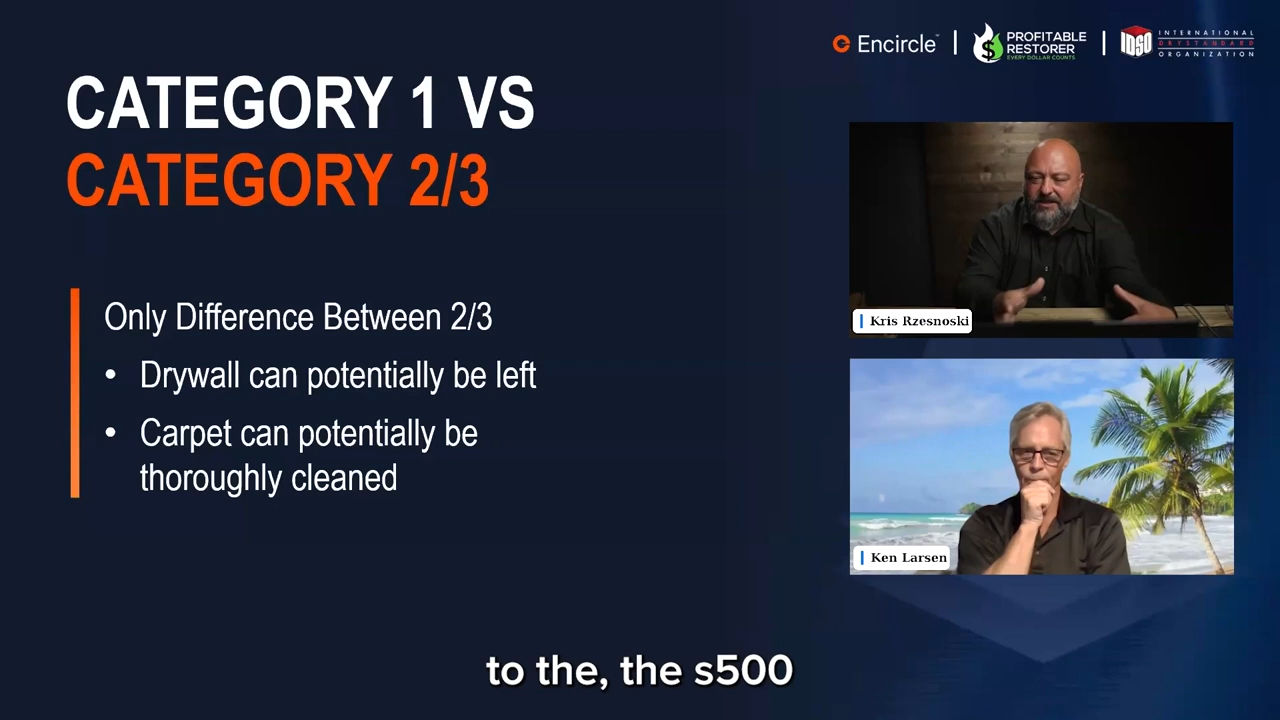 Encircle
PROFITABLE
RESTORER
EVERY DOLLAR COUNTS
IDSO
INTERNATIONAL
DRYSTANDARD
ORGANIZATION
CATEGORY 1 VS
CATEGORY 2/3
Only Difference Between 2/3
• Drywall can potentially be left
• Carpet can potentially be
thoroughly cleaned
Kris Rzesnoski
Ken Larsen
to the, the s500